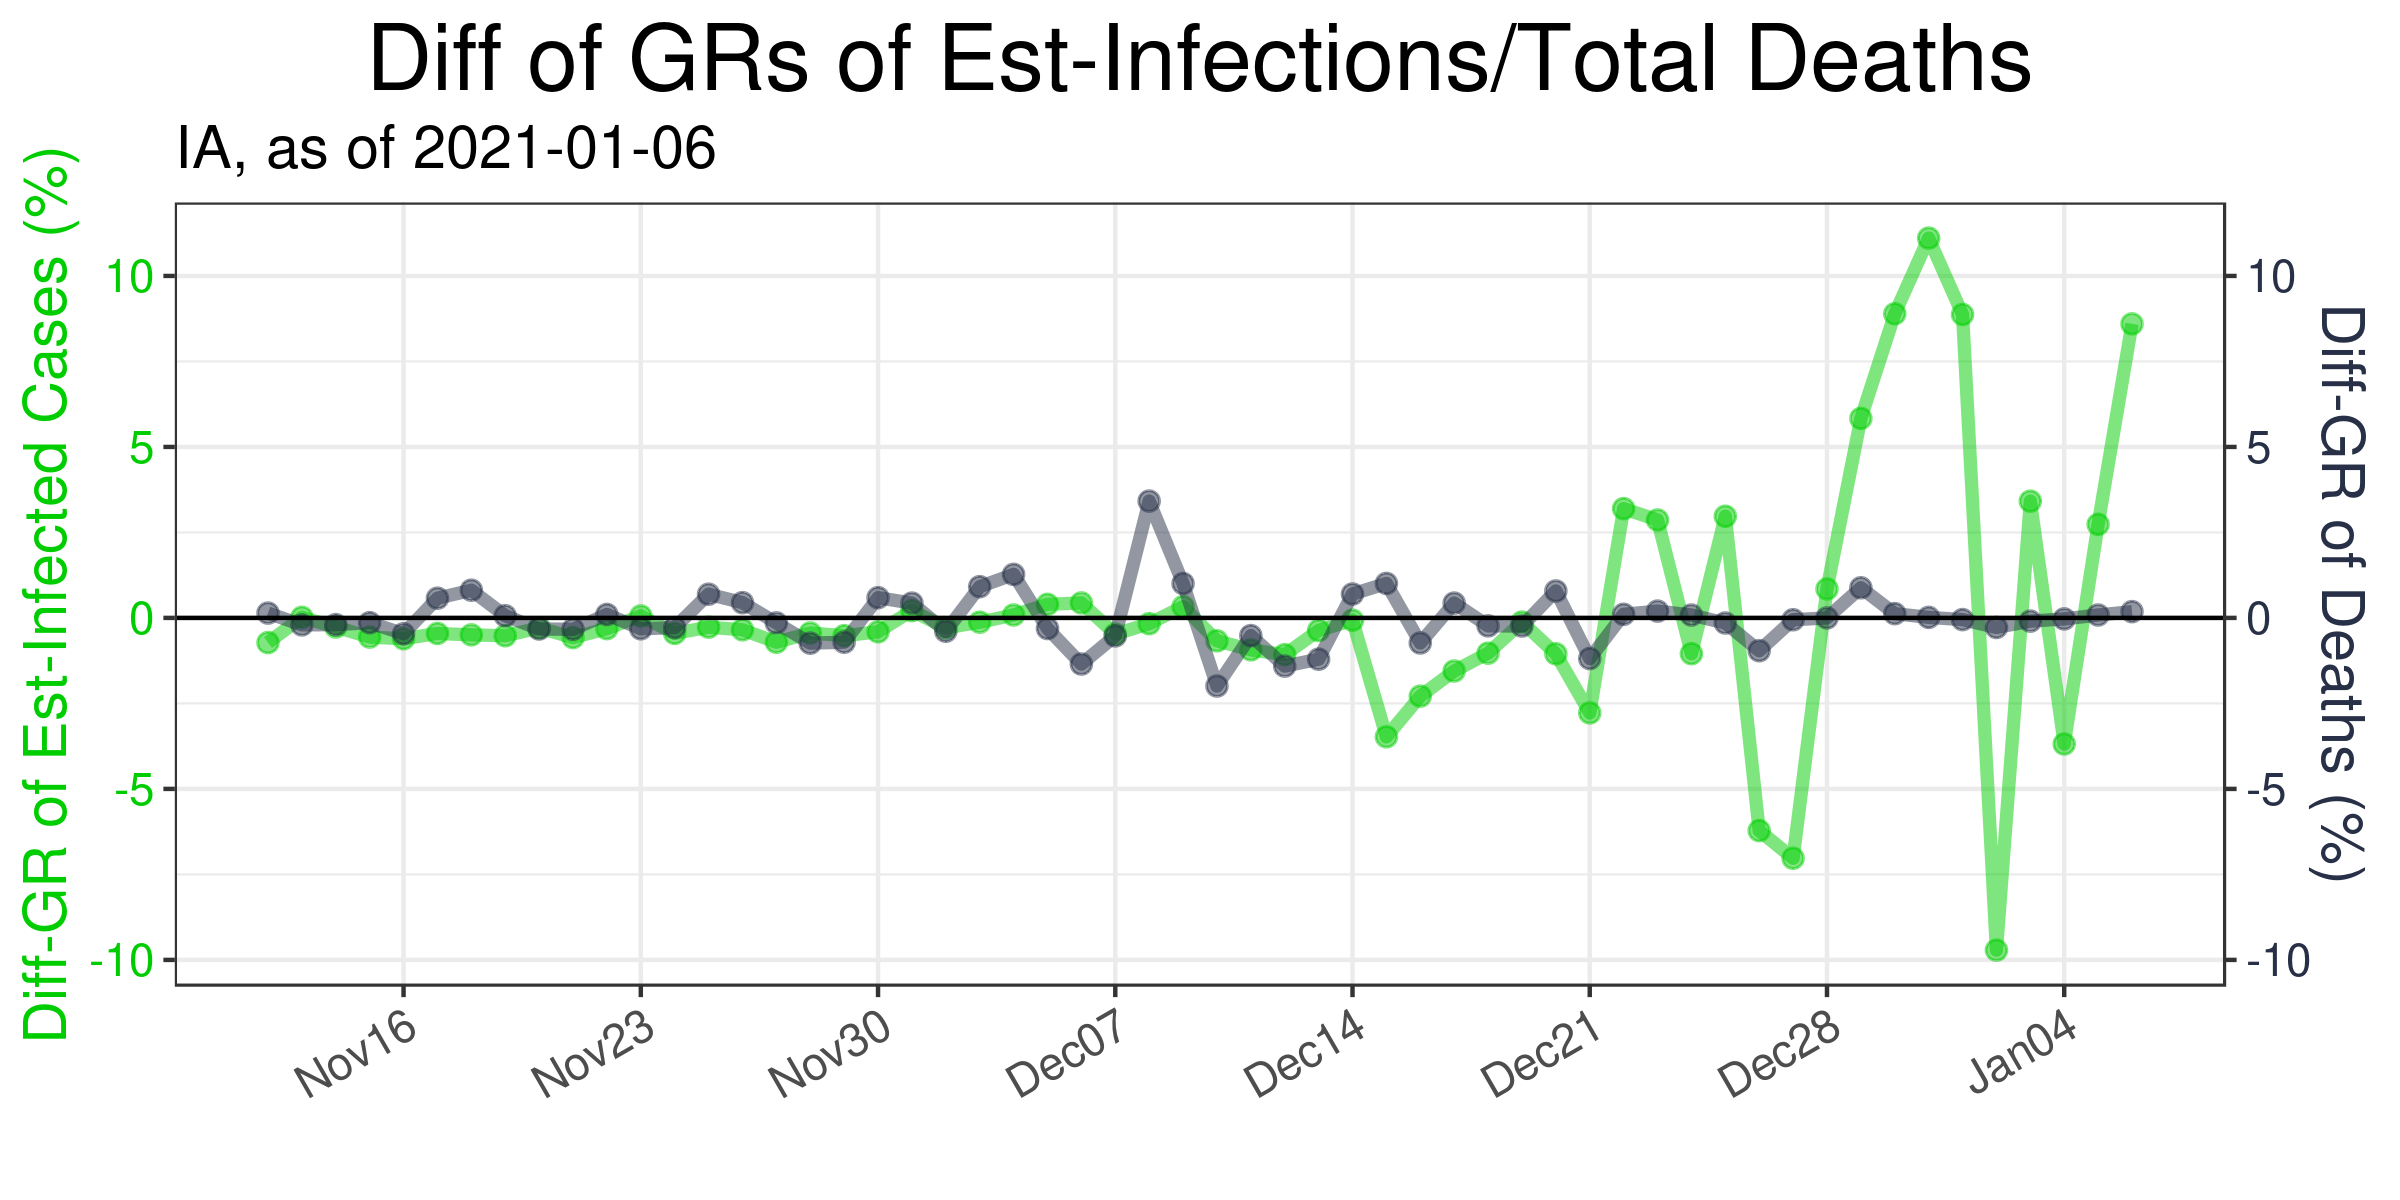 Diff of GRs of Est-Infections/Total Deaths
IA, as of 2021-01-06
Diff-GR of Est-Infected Cases (%)
10
5
0
-5
-10
10
5
0
-5
-10
Diff-GR of Deaths (%)
Nov16
Nov23
Nov30
Dec07
Dec14
Dec21
Dec28
Jan04